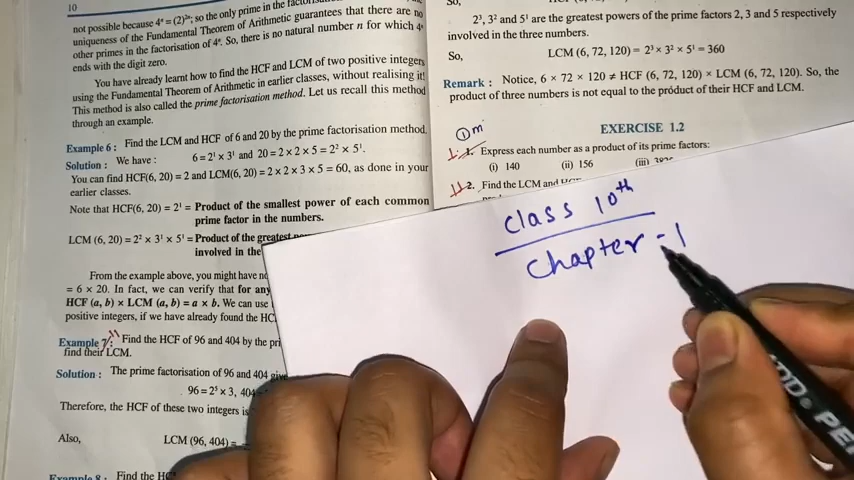 10
not possible because 4ⁿ = (2)²ⁿ; so the only prime in the
uniqueness of the Fundamental Theorem of Arithmetic guarantees that there are no
other primes in the factorisation of 4ⁿ. So, there is no natural number n for which 4ⁿ
ends with the digit zero.
You have already learnt how to find the HCF and LCM of two positive integers
using the Fundamental Theorem of Arithmetic in earlier classes, without realising it!
This method is also called the prime factorisation method. Let us recall this method
through an example.
Example 6 : Find the LCM and HCF of 6 and 20 by the prime factorisation method.
Solution : We have : 6 = 2¹ × 3¹ and 20 = 2 × 2 × 5 = 2² × 5¹.
You can find HCF(6, 20) = 2 and LCM(6, 20) = 2 × 2 × 3 × 5 = 60, as done in your
earlier classes.
Note that HCF(6, 20) = 2¹ = Product of the smallest power of each common
prime factor in the numbers.
LCM (6, 20) = 2² × 3¹ × 5¹ = Product of the greatest
involved in the
From the example above, you might have
= 6 × 20. In fact, we can verify that for any
HCF (a, b) × LCM (a, b) = a × b. We can use
positive integers, if we have already found the
Example 7 : Find the HCF of 96 and 404 by the
find their LCM.
Solution : The prime factorisation of 96 and 404
96 = 2⁵ × 3, 404
Therefore, the HCF of these two integers is
Also, LCM (96, 404) =
Example 8 : Find the
So,
2³, 3² and 5¹ are the greatest powers of the prime factors 2, 3 and 5 respectively
involved in the three numbers.
So, LCM (6, 72, 120) = 2³ × 3² × 5¹ = 360
Remark : Notice, 6 × 72 × 120 ≠ HCF (6, 72, 120) × LCM (6, 72, 120). So, the
product of three numbers is not equal to the product of their HCF and LCM.
① m
EXERCISE 1.2
1. Express each number as a product of its prime factors:
(i) 140 (ii) 156 (iii)
2. Find the LCM and
class 10th
Chapter - 1